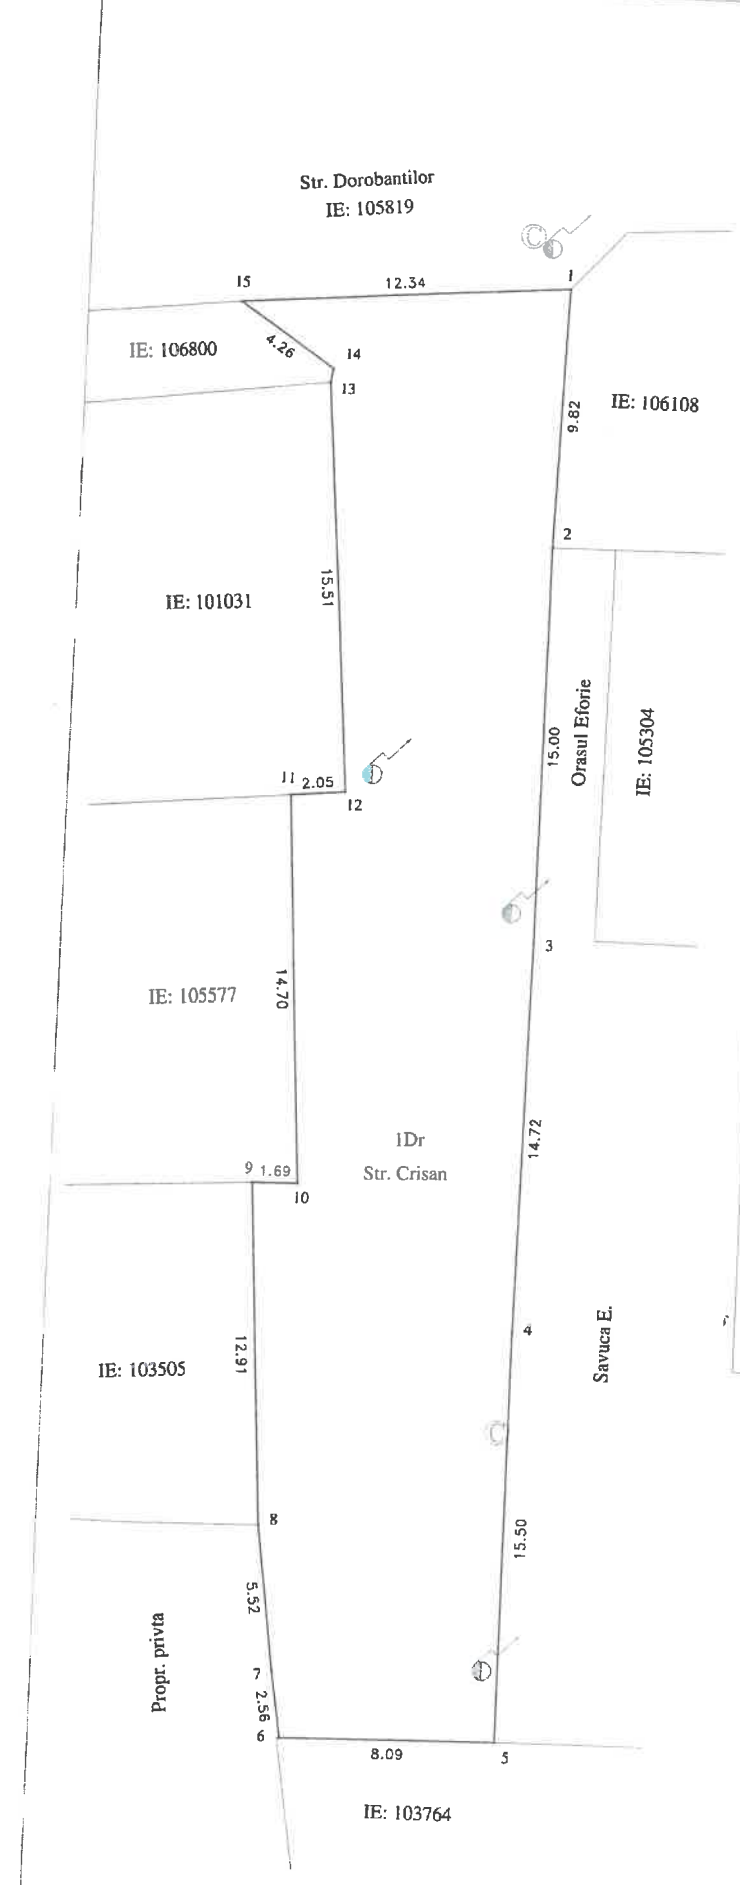 Str. Dorobantilor
IE: 105819
C
15
12.34
1
IE: 106800
4.26
14
13
9.82
IE: 106108
2
15.51
IE: 101031
15.00
Orasul Eforie
IE: 105304
11
2.05
12
3
IE: 105577
14.70
14.72
1Dr
Str. Crisan
9
1.69
10
4
Savuca E.
12.91
IE: 103505
C
8
15.50
5.52
Propr. privta
7
2.56
6
8.09
5
IE: 103764